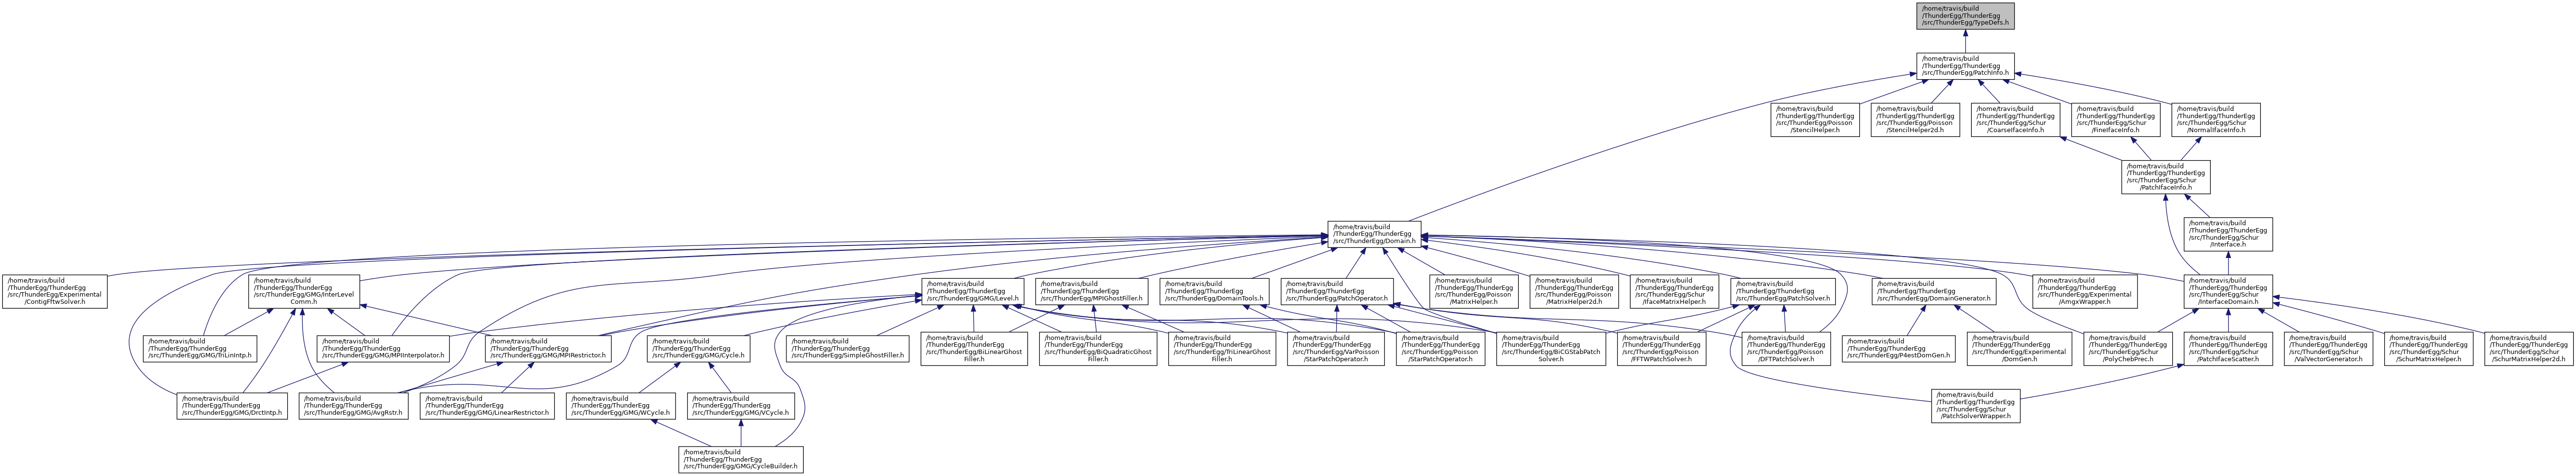 /home/travis/build
/ThunderEgg/ThunderEgg
/src/ThunderEgg/TypeDefs.h
/home/travis/build
/ThunderEgg/ThunderEgg
/src/ThunderEgg/PatchInfo.h
/home/travis/build
/ThunderEgg/ThunderEgg
/src/ThunderEgg/Poisson
/StencilHelper.h
/home/travis/build
/ThunderEgg/ThunderEgg
/src/ThunderEgg/Poisson
/StencilHelper2d.h
/home/travis/build
/ThunderEgg/ThunderEgg
/src/ThunderEgg/Schur
/CoarseIfaceInfo.h
/home/travis/build
/ThunderEgg/ThunderEgg
/src/ThunderEgg/Schur
/FineIfaceInfo.h
/home/travis/build
/ThunderEgg/ThunderEgg
/src/ThunderEgg/Schur
/NormalIfaceInfo.h
/home/travis/build
/ThunderEgg/ThunderEgg
/src/ThunderEgg/Schur
/PatchIfaceInfo.h
/home/travis/build
/ThunderEgg/ThunderEgg
/src/ThunderEgg/Domain.h
/home/travis/build
/ThunderEgg/ThunderEgg
/src/ThunderEgg/Schur
/Interface.h
/home/travis/build
/ThunderEgg/ThunderEgg
/src/ThunderEgg/Experimental
/ContigFftwSolver.h
/home/travis/build
/ThunderEgg/ThunderEgg
/src/ThunderEgg/GMG/InterLevel
Comm.h
/home/travis/build
/ThunderEgg/ThunderEgg
/src/ThunderEgg/GMG/Level.h
/home/travis/build
/ThunderEgg/ThunderEgg
/src/ThunderEgg/MPIGhostFiller.h
/home/travis/build
/ThunderEgg/ThunderEgg
/src/ThunderEgg/DomainTools.h
/home/travis/build
/ThunderEgg/ThunderEgg
/src/ThunderEgg/PatchOperator.h
/home/travis/build
/ThunderEgg/ThunderEgg
/src/ThunderEgg/Poisson
/MatrixHelper.h
/home/travis/build
/ThunderEgg/ThunderEgg
/src/ThunderEgg/Poisson
/MatrixHelper2d.h
/home/travis/build
/ThunderEgg/ThunderEgg
/src/ThunderEgg/Schur
/IfaceMatrixHelper.h
/home/travis/build
/ThunderEgg/ThunderEgg
/src/ThunderEgg/PatchSolver.h
/home/travis/build
/ThunderEgg/ThunderEgg
/src/ThunderEgg/DomainGenerator.h
/home/travis/build
/ThunderEgg/ThunderEgg
/src/ThunderEgg/Experimental
/AmgxWrapper.h
/home/travis/build
/ThunderEgg/ThunderEgg
/src/ThunderEgg/Schur
/InterfaceDomain.h
/home/travis/build
/ThunderEgg/ThunderEgg
/src/ThunderEgg/GMG/TriLinIntp.h
/home/travis/build
/ThunderEgg/ThunderEgg
/src/ThunderEgg/GMG/MPIInterpolator.h
/home/travis/build
/ThunderEgg/ThunderEgg
/src/ThunderEgg/GMG/MPIRestrictor.h
/home/travis/build
/ThunderEgg/ThunderEgg
/src/ThunderEgg/GMG/Cycle.h
/home/travis/build
/ThunderEgg/ThunderEgg
/src/ThunderEgg/SimpleGhostFiller.h
/home/travis/build
/ThunderEgg/ThunderEgg
/src/ThunderEgg/BiLinearGhost
Filler.h
/home/travis/build
/ThunderEgg/ThunderEgg
/src/ThunderEgg/BiQuadraticGhost
Filler.h
/home/travis/build
/ThunderEgg/ThunderEgg
/src/ThunderEgg/TriLinearGhost
Filler.h
/home/travis/build
/ThunderEgg/ThunderEgg
/src/ThunderEgg/VarPoisson
/StarPatchOperator.h
/home/travis/build
/ThunderEgg/ThunderEgg
/src/ThunderEgg/Poisson
/StarPatchOperator.h
/home/travis/build
/ThunderEgg/ThunderEgg
/src/ThunderEgg/BiCGStabPatch
Solver.h
/home/travis/build
/ThunderEgg/ThunderEgg
/src/ThunderEgg/Poisson
/FFTWPatchSolver.h
/home/travis/build
/ThunderEgg/ThunderEgg
/src/ThunderEgg/Poisson
/DFTPatchSolver.h
/home/travis/build
/ThunderEgg/ThunderEgg
/src/ThunderEgg/P4estDomGen.h
/home/travis/build
/ThunderEgg/ThunderEgg
/src/ThunderEgg/Experimental
/DomGen.h
/home/travis/build
/ThunderEgg/ThunderEgg
/src/ThunderEgg/Schur
/PolyChebPrec.h
/home/travis/build
/ThunderEgg/ThunderEgg
/src/ThunderEgg/Schur
/PatchIfaceScatter.h
/home/travis/build
/ThunderEgg/ThunderEgg
/src/ThunderEgg/Schur
/ValVectorGenerator.h
/home/travis/build
/ThunderEgg/ThunderEgg
/src/ThunderEgg/Schur
/SchurMatrixHelper.h
/home/travis/build
/ThunderEgg/ThunderEgg
/src/ThunderEgg/Schur
/SchurMatrixHelper2d.h
/home/travis/build
/ThunderEgg/ThunderEgg
/src/ThunderEgg/GMG/DrctIntp.h
/home/travis/build
/ThunderEgg/ThunderEgg
/src/ThunderEgg/GMG/AvgRstr.h
/home/travis/build
/ThunderEgg/ThunderEgg
/src/ThunderEgg/GMG/LinearRestrictor.h
/home/travis/build
/ThunderEgg/ThunderEgg
/src/ThunderEgg/GMG/WCycle.h
/home/travis/build
/ThunderEgg/ThunderEgg
/src/ThunderEgg/GMG/VCycle.h
/home/travis/build
/ThunderEgg/ThunderEgg
/src/ThunderEgg/Schur
/PatchSolverWrapper.h
/home/travis/build
/ThunderEgg/ThunderEgg
/src/ThunderEgg/GMG/CycleBuilder.h